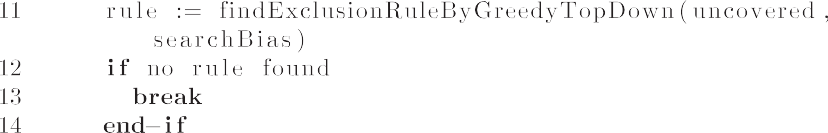 11 rule := findExclusionRuleByGreedyTopDown(uncovered,
searchBias)
12 if no rule found
13 break
14 end-if